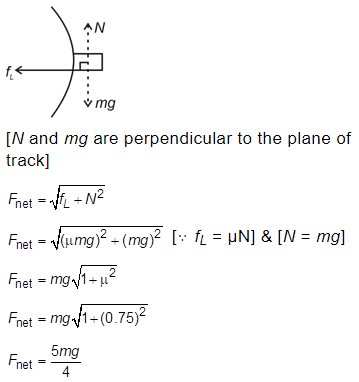 N
f_L
mg
[N and mg are perpendicular to the plane of
track]
F_net = √(f_L + N²)
F_net = √((μmg)² + (mg)²) [∵ f_L = μN] & [N = mg]
F_net = mg√(1+μ²)
F_net = mg√(1+(0.75)²)
F_net = 5mg/4